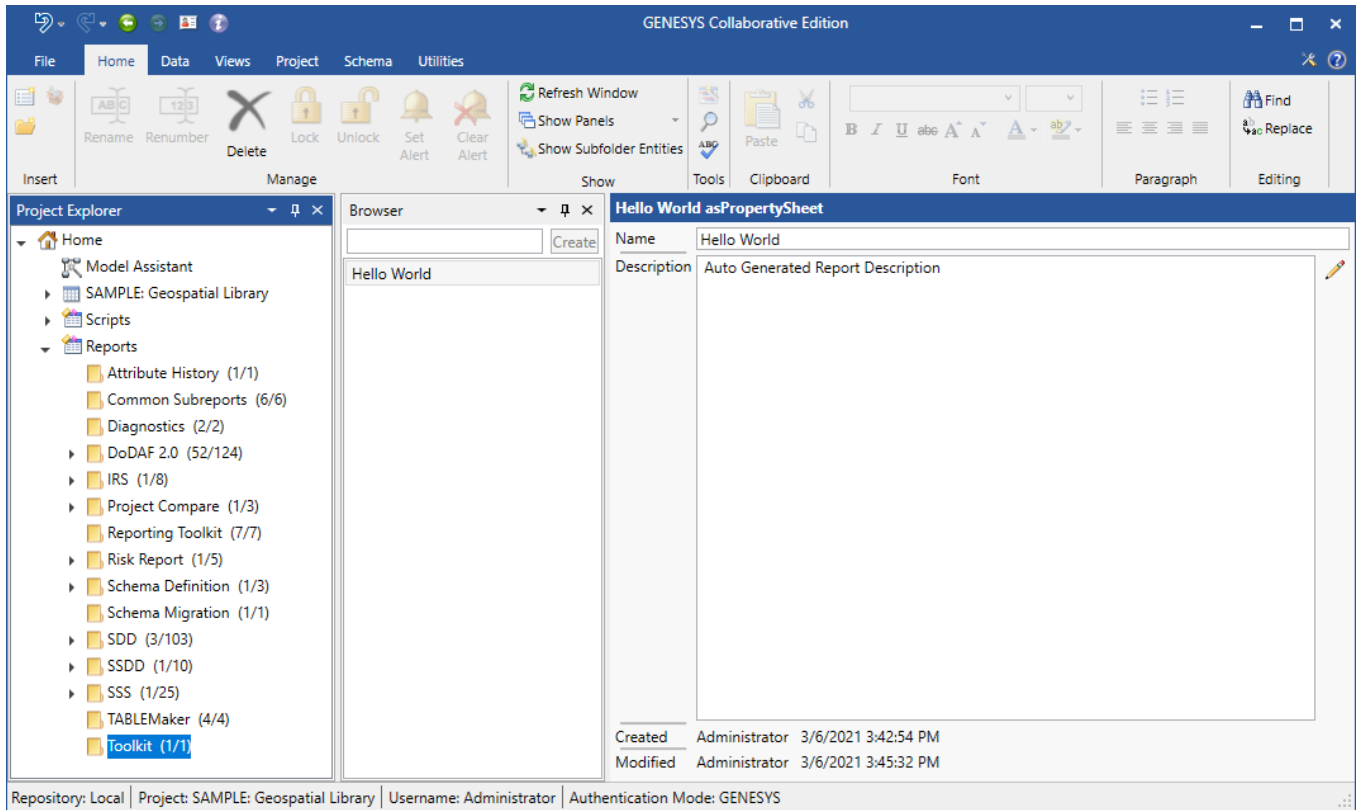 GENESYS Collaborative Edition
File Home Data Views Project Schema Utilities
Rename Renumber Delete Lock Unlock Set Alert Clear Alert
Refresh Window
Show Panels
Show Subfolder Entities
ABC
Paste
B I U abc A A A ab
Find
Replace
Insert Manage Show Tools Clipboard Font Paragraph Editing
Project Explorer
Home
Model Assistant
SAMPLE: Geospatial Library
Scripts
Reports
Attribute History (1/1)
Common Subreports (6/6)
Diagnostics (2/2)
DoDAF 2.0 (52/124)
IRS (1/8)
Project Compare (1/3)
Reporting Toolkit (7/7)
Risk Report (1/5)
Schema Definition (1/3)
Schema Migration (1/1)
SDD (3/103)
SSDD (1/10)
SSS (1/25)
TABLEMaker (4/4)
Toolkit (1/1)
Browser
Create
Hello World
Hello World asPropertySheet
Name Hello World
Description Auto Generated Report Description
Created Administrator 3/6/2021 3:42:54 PM
Modified Administrator 3/6/2021 3:45:32 PM
Repository: Local Project: SAMPLE: Geospatial Library Username: Administrator Authentication Mode: GENESYS